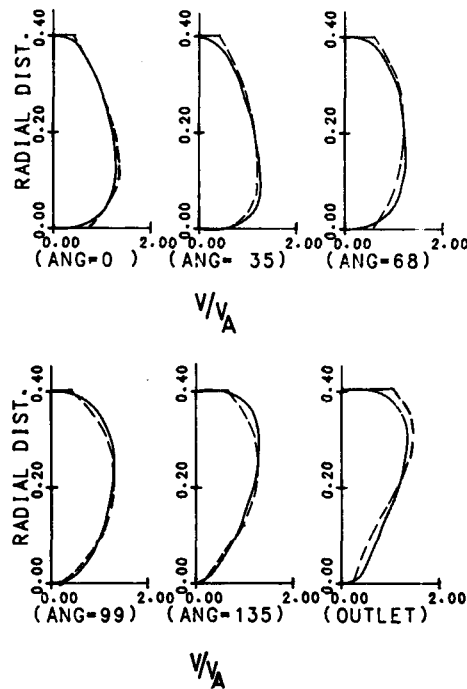 RADIAL DIST.
0.40 0.40 0.40
0.20 0.20 0.20
0.00 0.00 0.00
0.00 2.00 0.00 2.00 0.00 2.00
(ANG=0 ) (ANG= 35) (ANG=68)
V/VA
RADIAL DIST.
0.40 0.40 0.40
0.20 0.20 0.20
0.00 0.00 0.00
0.00 2.00 0.00 2.00 0.00 2.00
(ANG=99) (ANG=135) (OUTLET)
V/VA